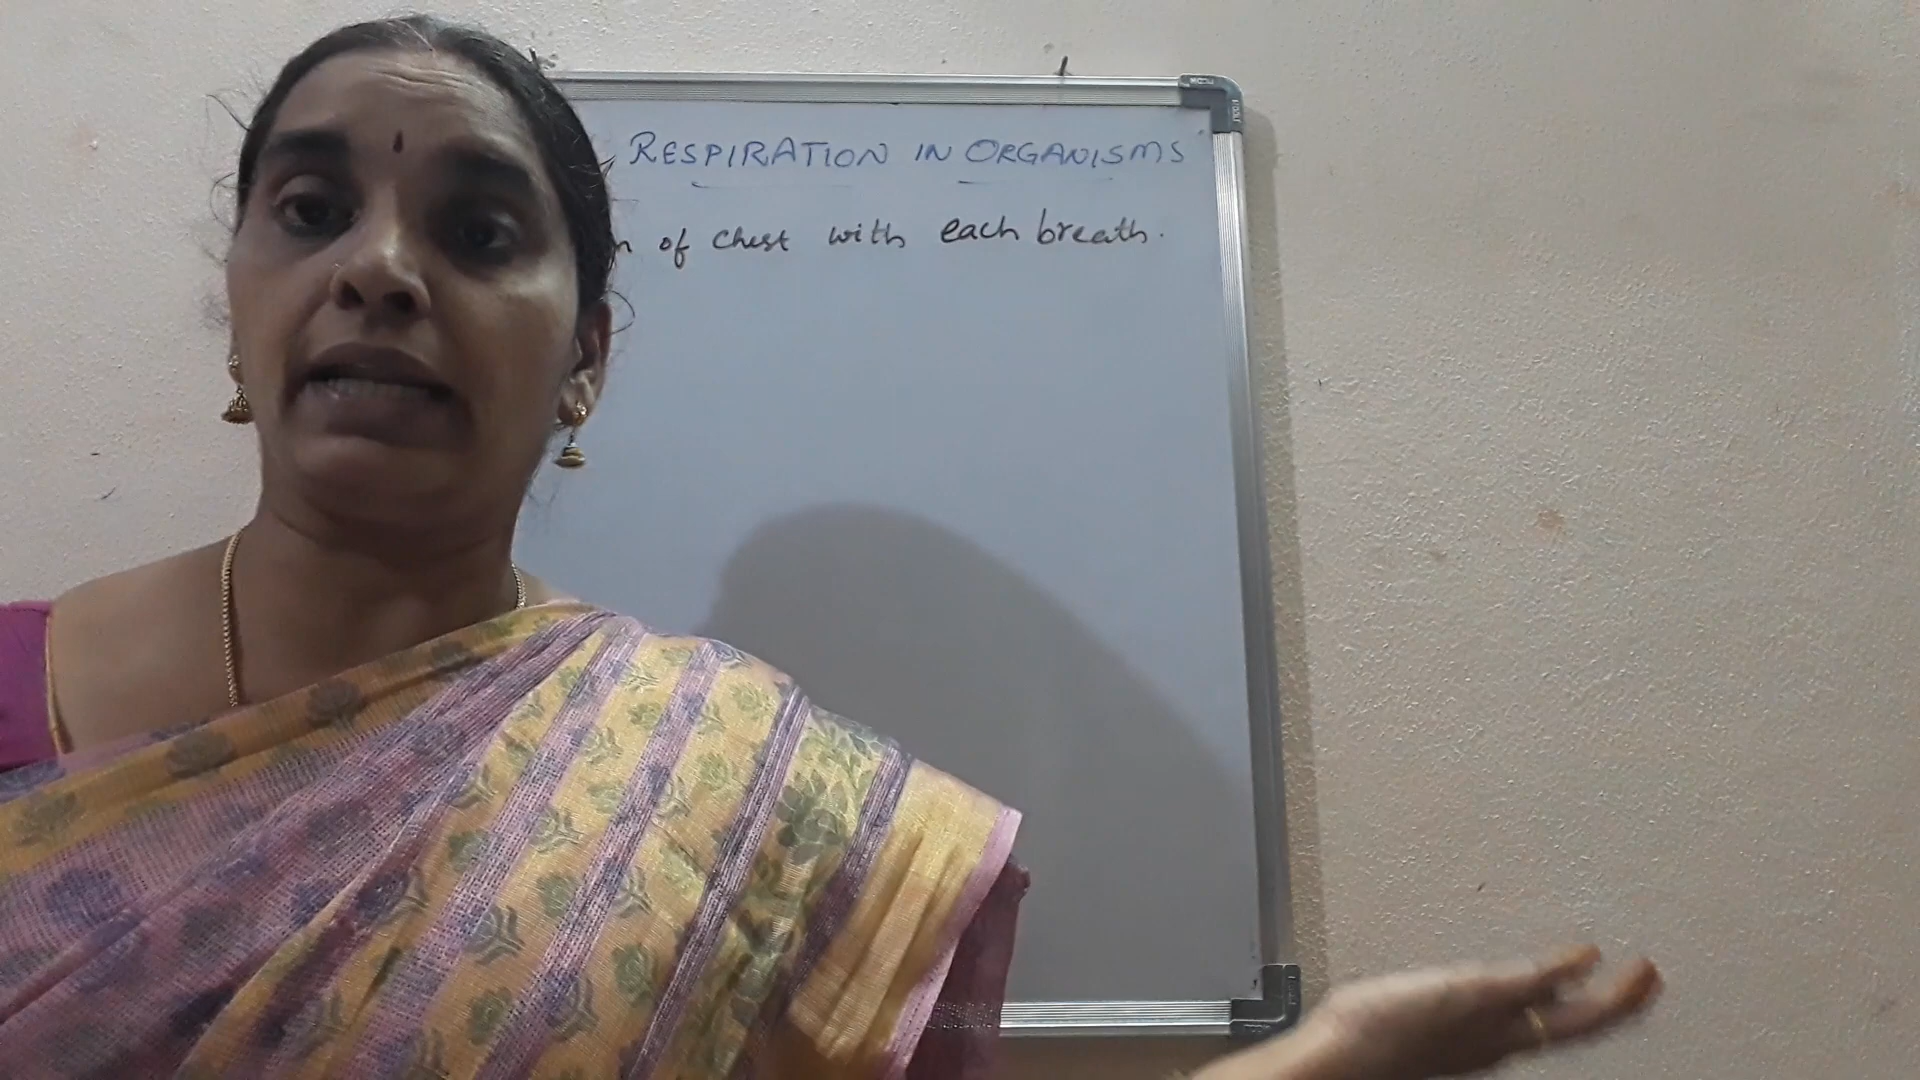 RESPIRATION IN ORGANISMS
of chest with each breath.